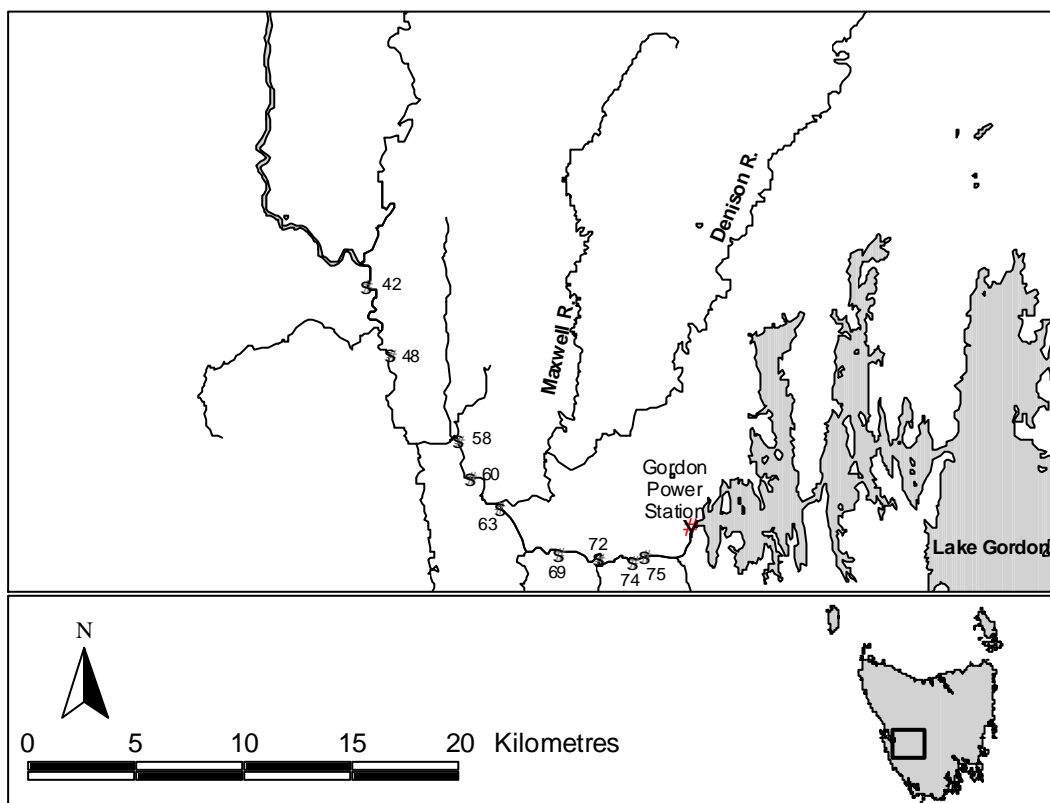 Denison R.
Maxwell R.
42
48
58
60
63
69
72
74
75
Gordon
Power
Station
Lake Gordon
N
0 5 10 15 20 Kilometres